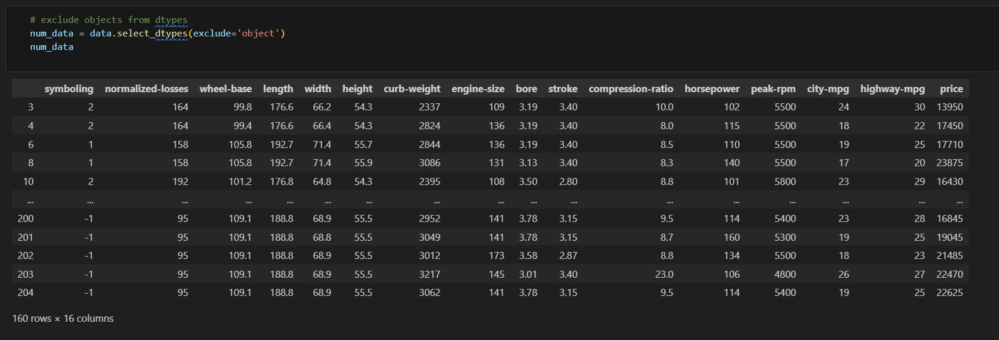 # exclude objects from dtypes
num_data = data.select_dtypes(exclude='object')
num_data
symboling normalized-losses wheel-base length width height curb-weight engine-size bore stroke compression-ratio horsepower peak-rpm city-mpg highway-mpg price
3 2 164 99.8 176.6 66.2 54.3 2337 109 3.19 3.40 10.0 102 5500 24 30 13950
4 2 164 99.4 176.6 66.4 54.3 2824 136 3.19 3.40 8.0 115 5500 18 22 17450
6 1 158 105.8 192.7 71.4 55.7 2844 136 3.19 3.40 8.5 110 5500 19 25 17710
8 1 158 105.8 192.7 71.4 55.9 3086 131 3.13 3.40 8.3 140 5500 17 20 23875
10 2 192 101.2 176.8 64.8 54.3 2395 108 3.50 2.80 8.8 101 5800 23 29 16430
... ... ... ... ... ... ... ... ... ... ... ... ... ... ... ... ...
200 -1 95 109.1 188.8 68.9 55.5 2952 141 3.78 3.15 9.5 114 5400 23 28 16845
201 -1 95 109.1 188.8 68.8 55.5 3049 141 3.78 3.15 8.7 160 5300 19 25 19045
202 -1 95 109.1 188.8 68.9 55.5 3012 173 3.58 2.87 8.8 134 5500 18 23 21485
203 -1 95 109.1 188.8 68.9 55.5 3217 145 3.01 3.40 23.0 106 4800 26 27 22470
204 -1 95 109.1 188.8 68.9 55.5 3062 141 3.78 3.15 9.5 114 5400 19 25 22625
160 rows × 16 columns